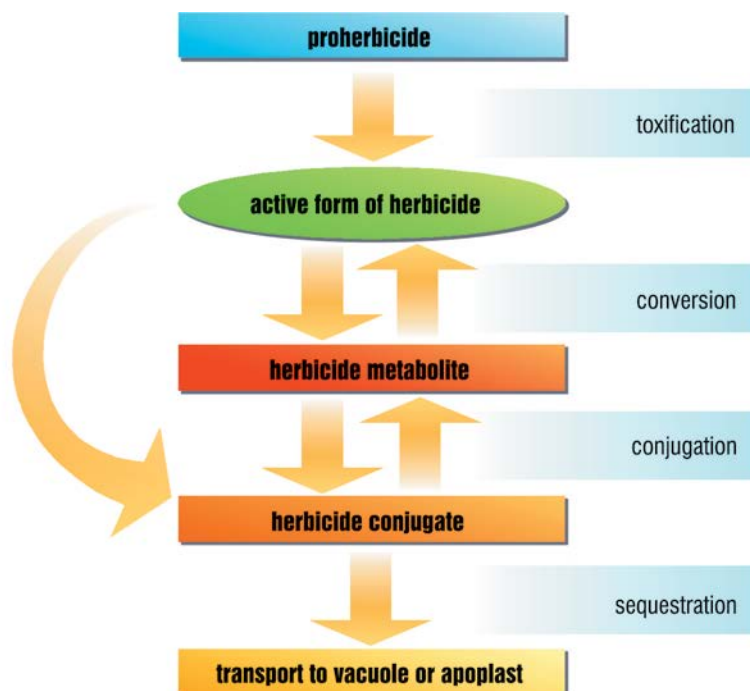 proherbicide
toxification
active form of herbicide
conversion
herbicide metabolite
conjugation
herbicide conjugate
sequestration
transport to vacuole or apoplast